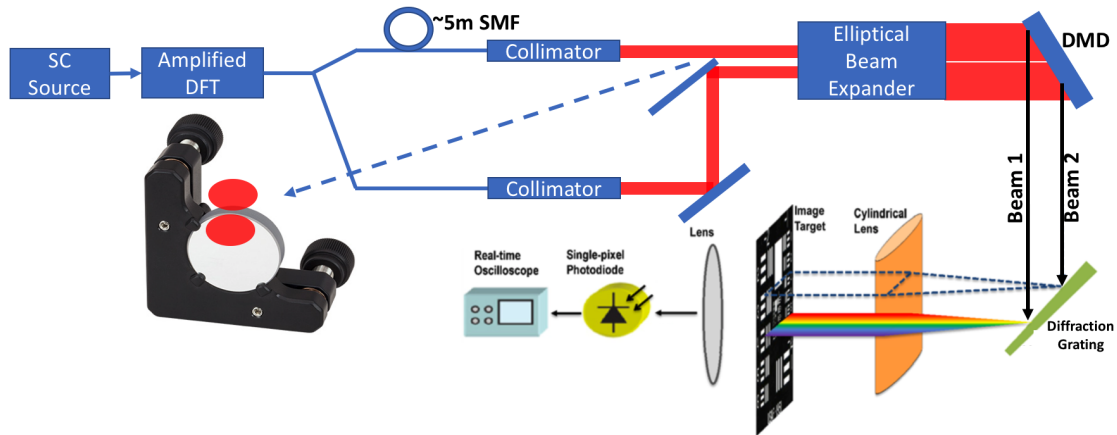 ~5m SMF
SC
Source
Amplified
DFT
Collimator
Elliptical
Beam
Expander
DMD
Collimator
Beam 1
Beam 2
Image
Target
Cylindrical
Lens
Lens
Real-time
Oscilloscope
Single-pixel
Photodiode
Diffraction
Grating